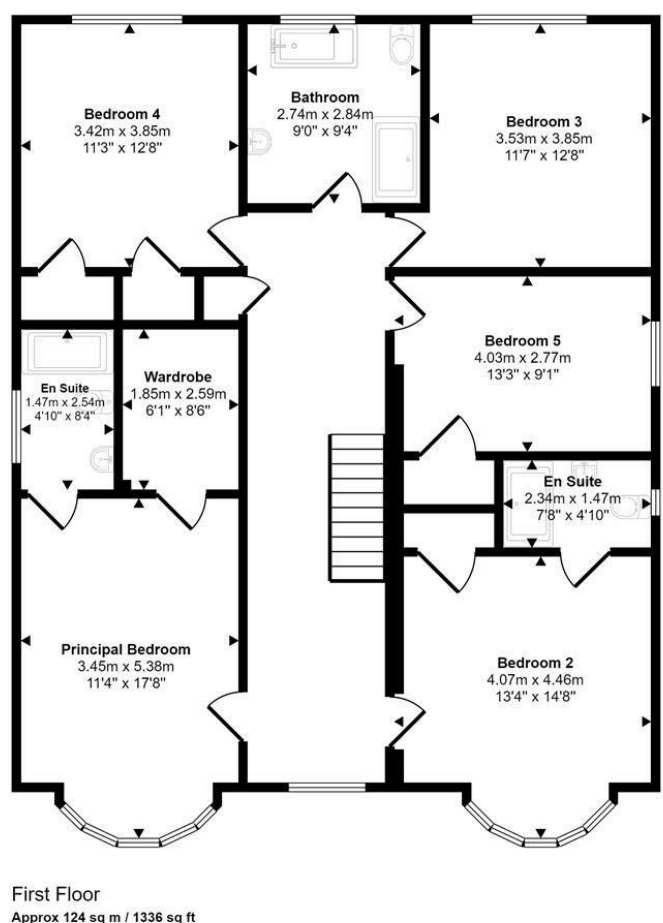 Bedroom 4
3.42m x 3.85m
11'3" x 12'8"
Bathroom
2.74m x 2.84m
9'0" x 9'4"
Bedroom 3
3.53m x 3.85m
11'7" x 12'8"
Bedroom 5
4.03m x 2.77m
13'3" x 9'1"
En Suite
1.47m x 2.54m
4'10" x 8'4"
Wardrobe
1.85m x 2.59m
6'1" x 8'6"
En Suite
2.34m x 1.47m
7'8" x 4'10"
Principal Bedroom
3.45m x 5.38m
11'4" x 17'8"
Bedroom 2
4.07m x 4.46m
13'4" x 14'8"
First Floor
Approx 124 sq m / 1336 sq ft